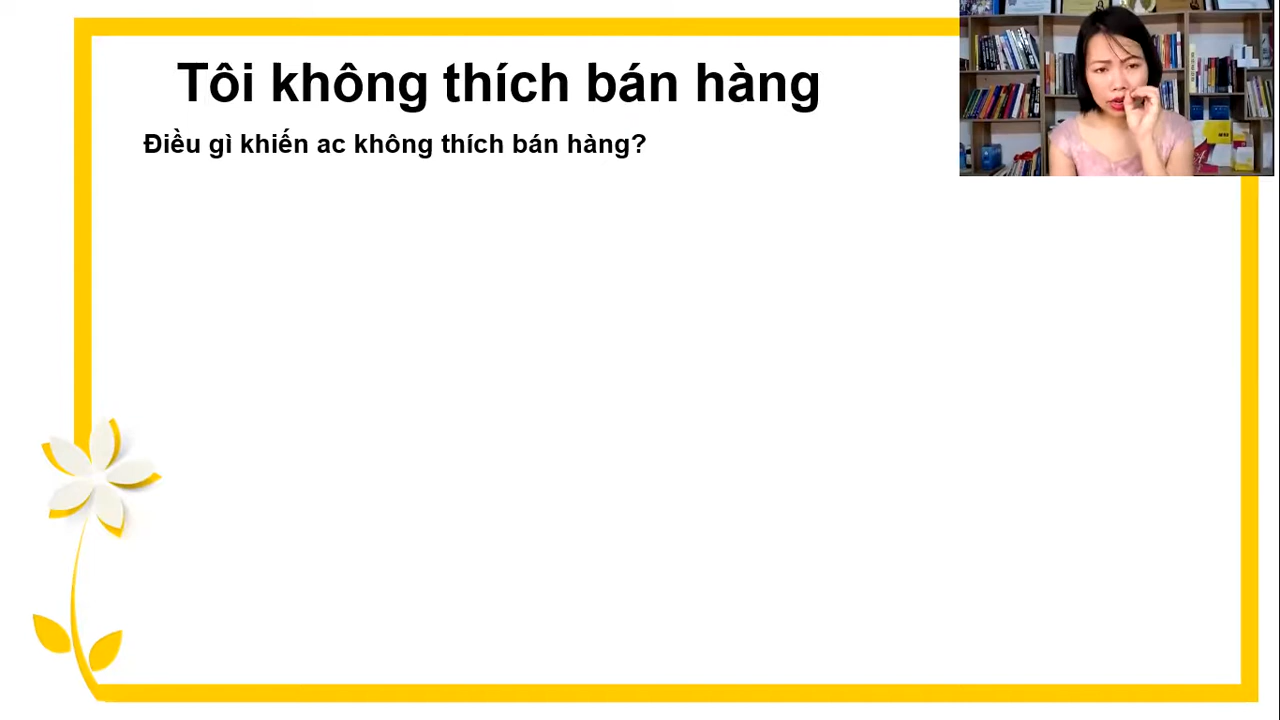 Tôi không thích bán hàng
Điều gì khiến ac không thích bán hàng?